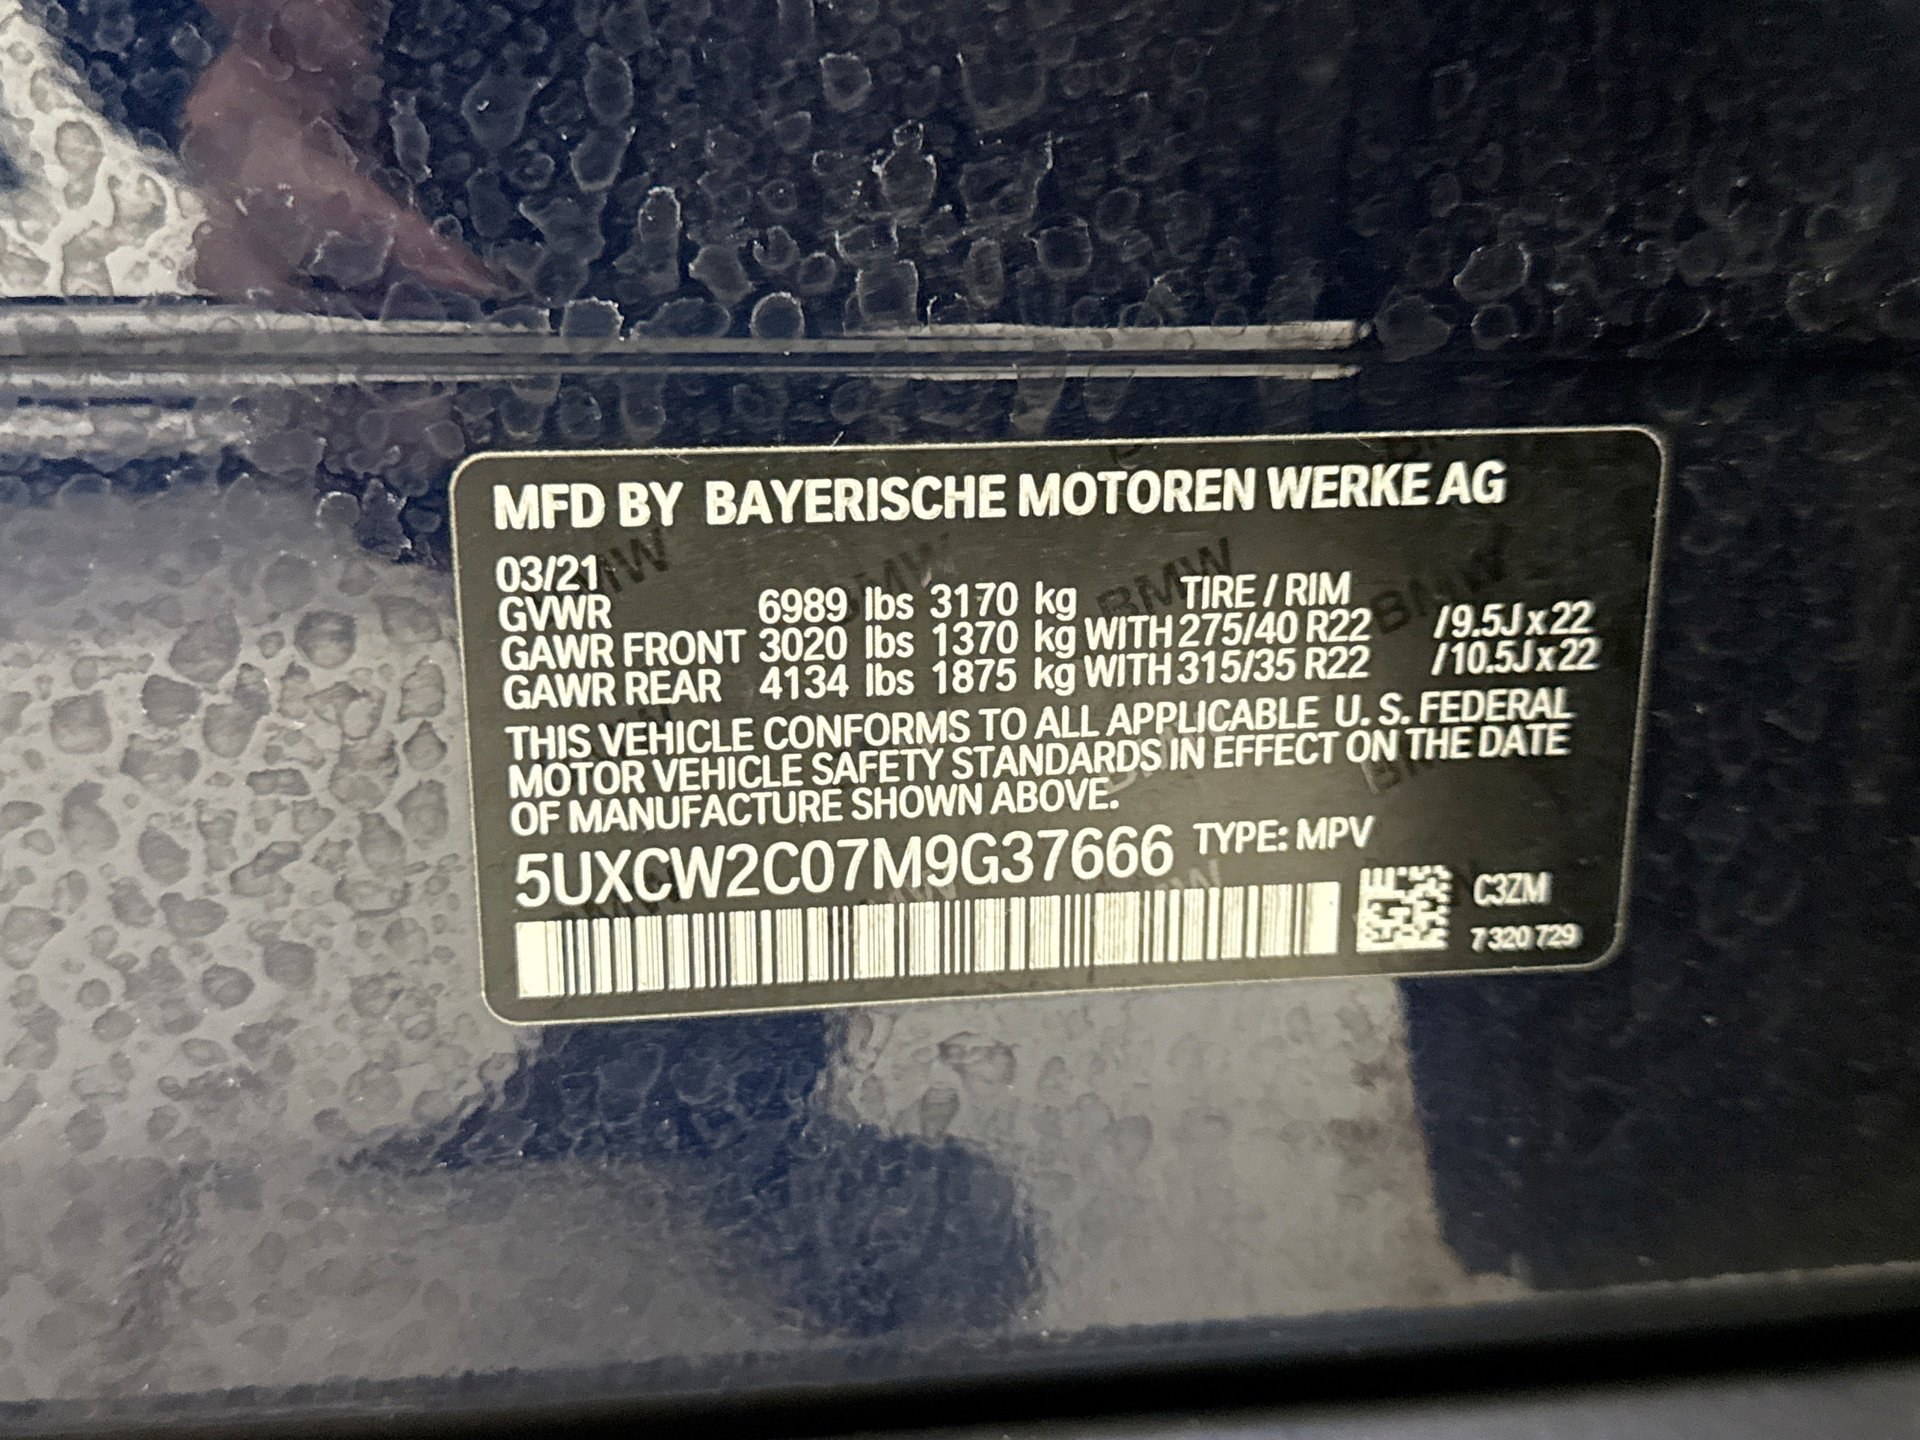 MFD BY BAYERISCHE MOTOREN WERKE AG
03/21
TIRE / RIM
GVWR 6989 lbs 3170 kg
GAWR FRONT 3020 lbs 1370 kg WITH 275/40 R22 /9.5J x 22
GAWR REAR 4134 lbs 1875 kg WITH 315/35 R22 /10.5J x 22
THIS VEHICLE CONFORMS TO ALL APPLICABLE U. S. FEDERAL
MOTOR VEHICLE SAFETY STANDARDS IN EFFECT ON THE DATE
OF MANUFACTURE SHOWN ABOVE.
5UXCW2C07M9G37666 TYPE: MPV
C3ZM
7 320 729